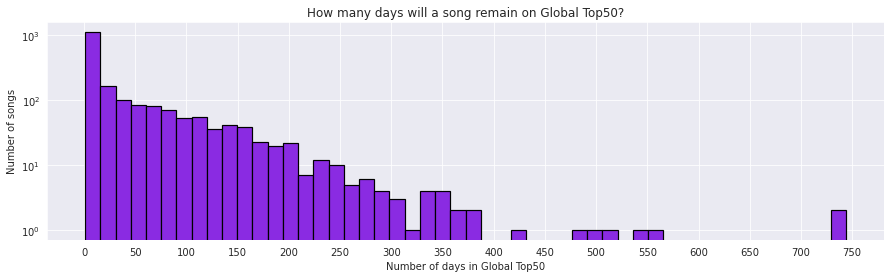 How many days will a song remain on Global Top50?
Number of songs
10³
10²
10¹
10⁰
0 50 100 150 200 250 300 350 400 450 500 550 600 650 700 750
Number of days in Global Top50